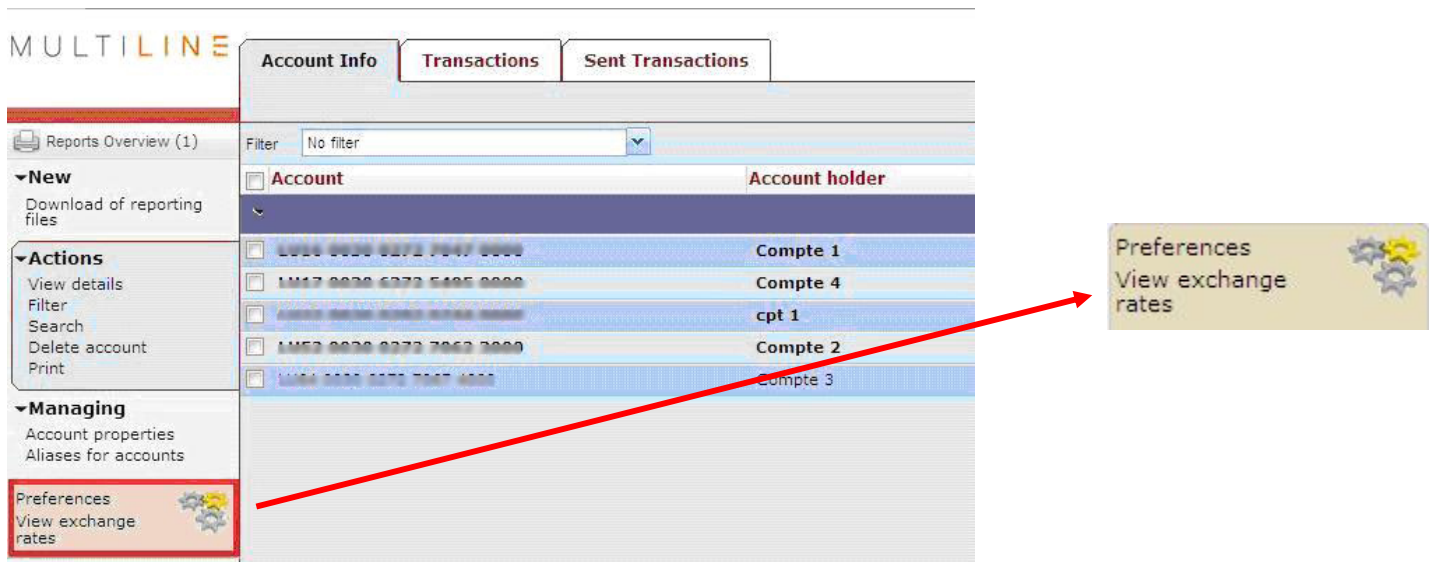 MULTILINE
Account Info
Transactions
Sent Transactions
Reports Overview (1)
Filter
No filter
New
Download of reporting
files
Actions
View details
Filter
Search
Delete account
Print
Managing
Account properties
Aliases for accounts
Preferences
View exchange
rates
Account
Account holder
Compte 1
Compte 4
cpt 1
Compte 2
Compte 3
Preferences
View exchange
rates